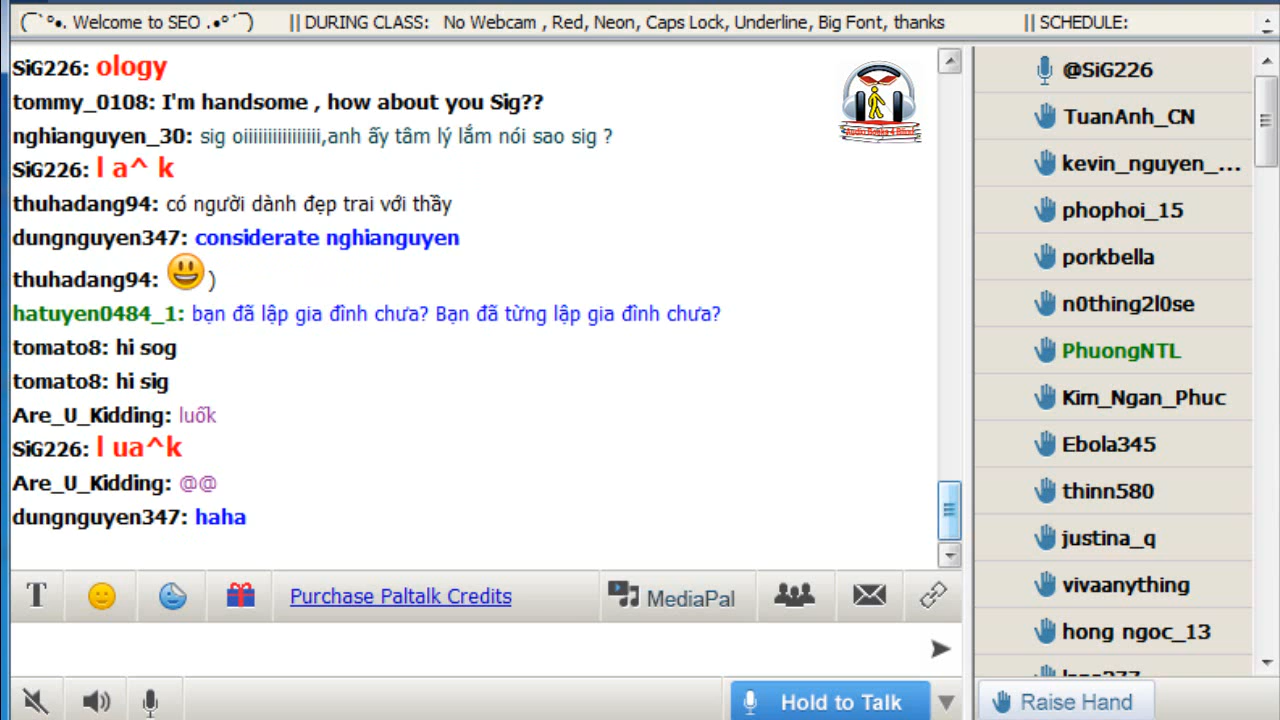 (¯`°•. Welcome to SEO .•°´¯) || DURING CLASS: No Webcam , Red, Neon, Caps Lock, Underline, Big Font, thanks || SCHEDULE:
SiG226: ology
tommy_0108: I'm handsome , how about you Sig??
nghianguyen_30: sig oiiiiiiiiiiiiiiii,anh ấy tâm lý lắm nói sao sig ?
SiG226: l a^ k
thuhadang94: có người dành đẹp trai với thầy
dungnguyen347: considerate nghianguyen
thuhadang94: )
hatuyen0484_1: bạn đã lập gia đình chưa? Bạn đã từng lập gia đình chưa?
tomato8: hi sog
tomato8: hi sig
Are_U_Kidding: luốk
SiG226: l ua^k
Are_U_Kidding: @@
dungnguyen347: haha
@SiG226
TuanAnh_CN
kevin_nguyen_...
phophoi_15
porkbella
n0thing2l0se
PhuongNTL
Kim_Ngan_Phuc
Ebola345
thinn580
justina_q
vivaanything
hong ngoc_13
T Purchase Paltalk Credits MediaPal
Hold to Talk Raise Hand